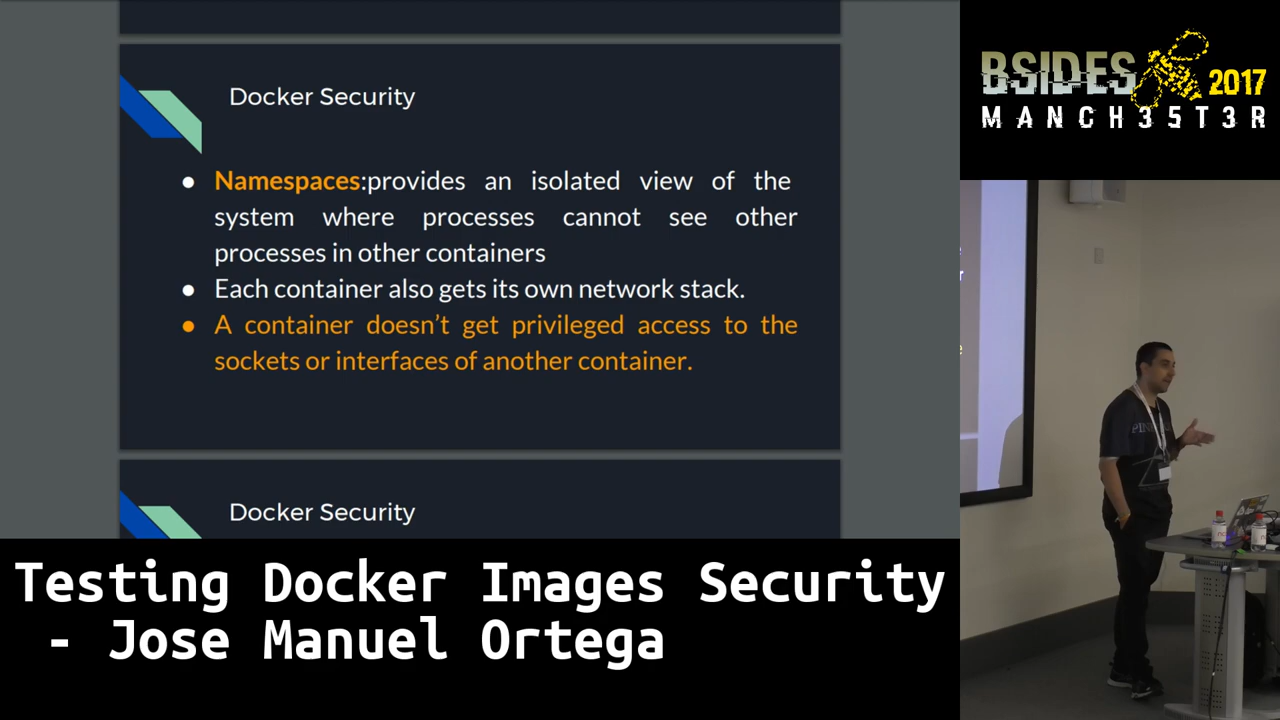 Docker Security
● Namespaces:provides an isolated view of the
system where processes cannot see other
processes in other containers
● Each container also gets its own network stack.
● A container doesn't get privileged access to the
sockets or interfaces of another container.
Docker Security
Testing Docker Images Security
- Jose Manuel Ortega
BSIDES 2017
MANCH35T3R